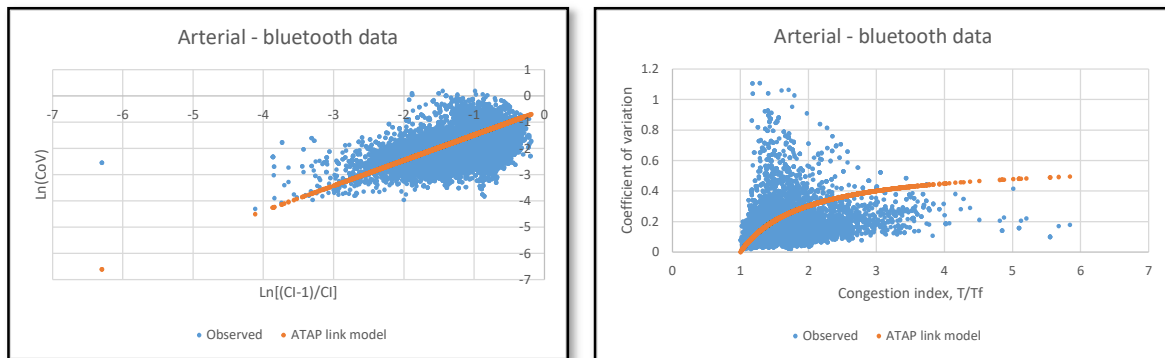 Arterial - bluetooth data
1
0
-7 -6 -5 -4 -3 -2 -1 0
-1
-2
-3
-4
-5
-6
-7
Ln(CoV)
Ln[(CI-1)/CI]
Observed ATAP link model
Arterial - bluetooth data
1.2
1
0.8
0.6
0.4
0.2
0
Coefficient of variation
0 1 2 3 4 5 6 7
Congestion index, T/Tf
Observed ATAP link model